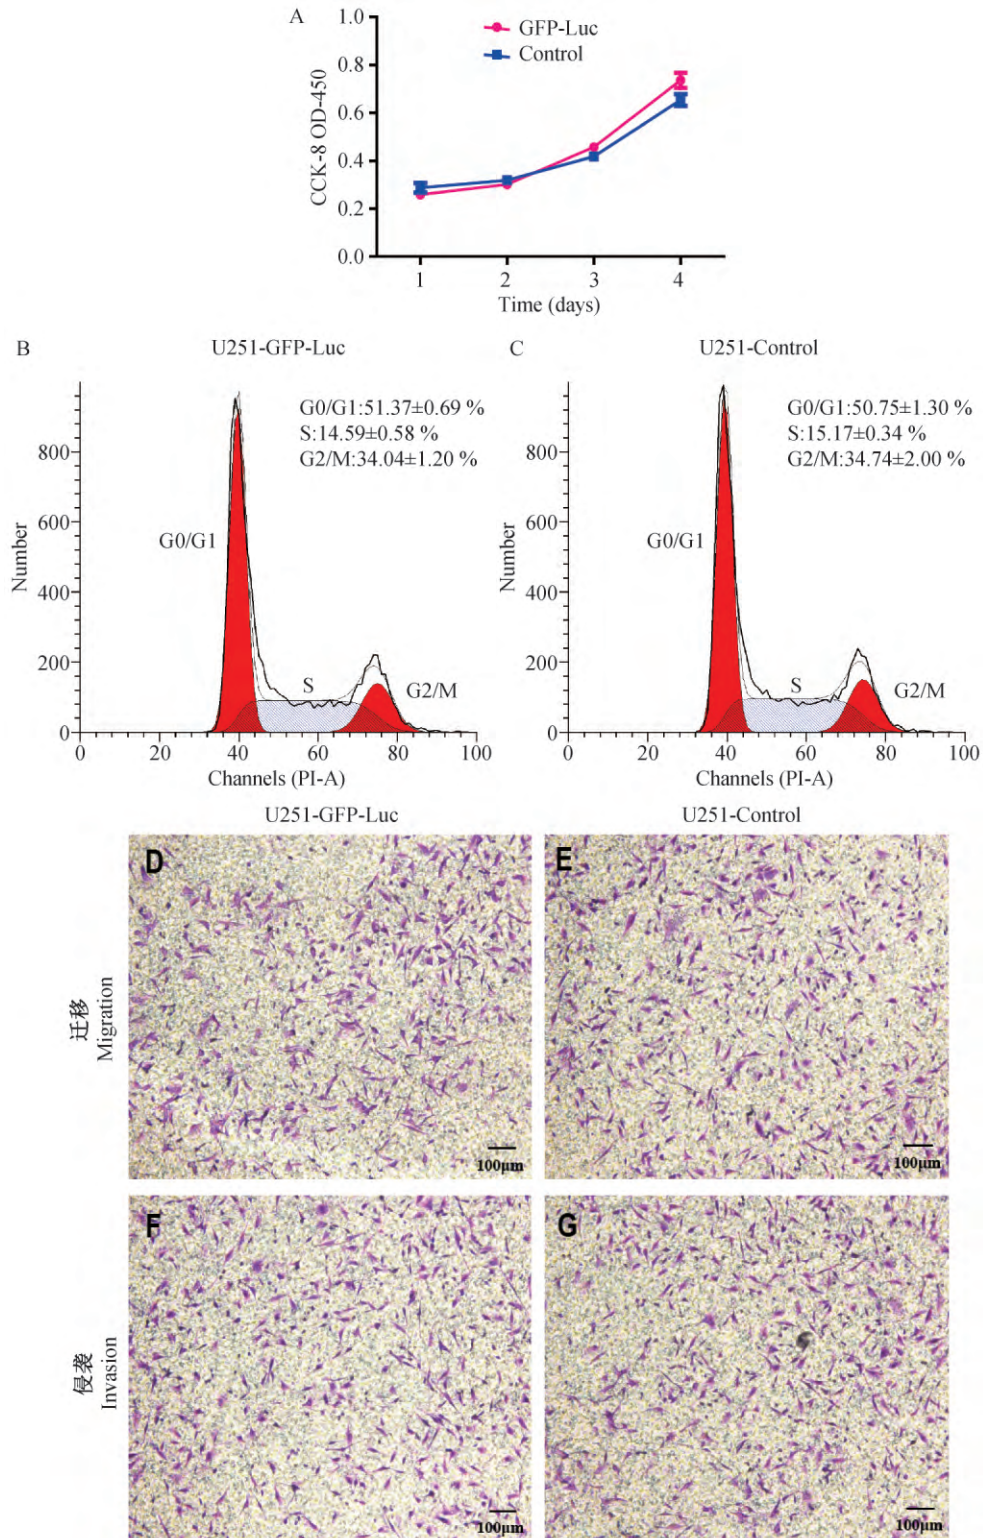 A
GFP-Luc
Control
1.0
0.8
0.6
0.4
0.2
0.0
CCK-8 OD-450
1 2 3 4
Time (days)
B
U251-GFP-Luc
G0/G1:51.37±0.69 %
S:14.59±0.58 %
G2/M:34.04±1.20 %
800
600
400
200
0
Number
G0/G1
S
G2/M
0 20 40 60 80 100
Channels (PI-A)
C
U251-Control
G0/G1:50.75±1.30 %
S:15.17±0.34 %
G2/M:34.74±2.00 %
800
600
400
200
0
Number
G0/G1
S
G2/M
0 20 40 60 80 100
Channels (PI-A)
U251-GFP-Luc
U251-Control
迁移
Migration
D
100μm
E
100μm
侵袭
Invasion
F
100μm
G
100μm